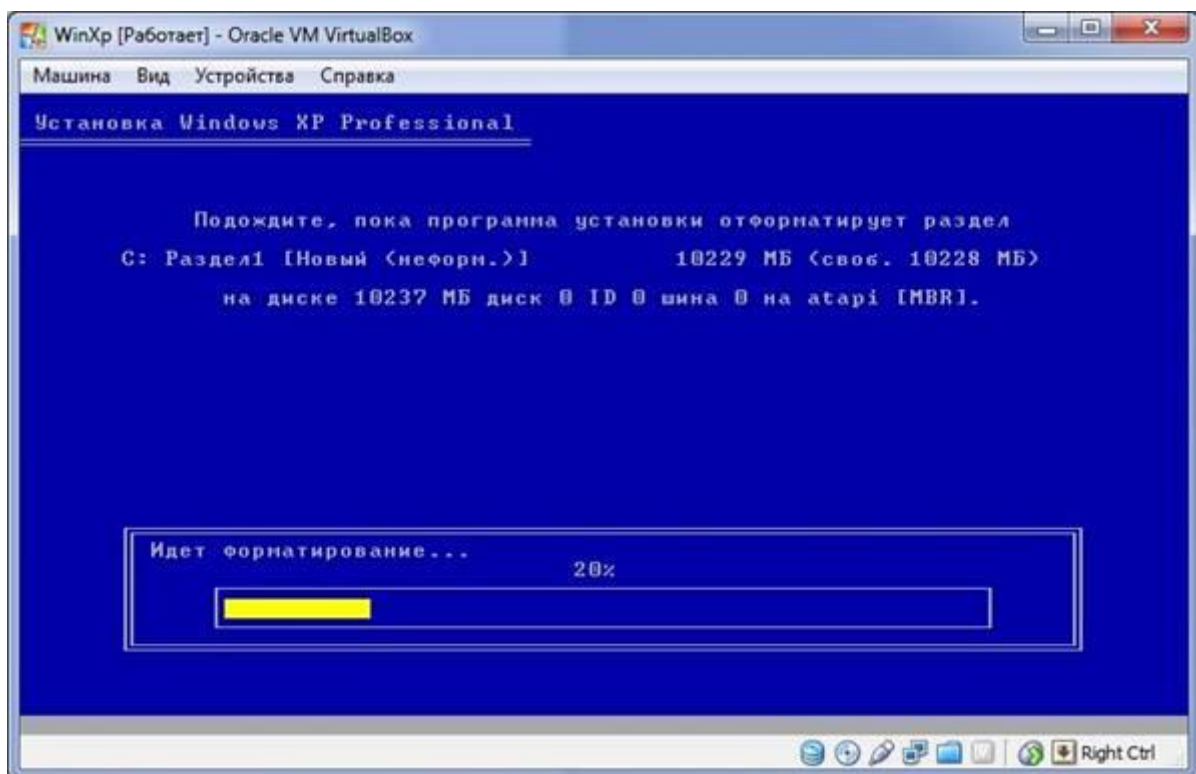 WinXp [Работает] - Oracle VM VirtualBox
Машина Вид Устройства Справка
Установка Windows XP Professional
Подождите, пока программа установки отформатирует раздел
C: Раздел1 [Новый (неформ.)] 10229 МБ (своб. 10228 МБ)
на диске 10237 МБ диск 0 ID 0 шина 0 на atapi [MBR].
Идет форматирование...
20%
Right Ctrl